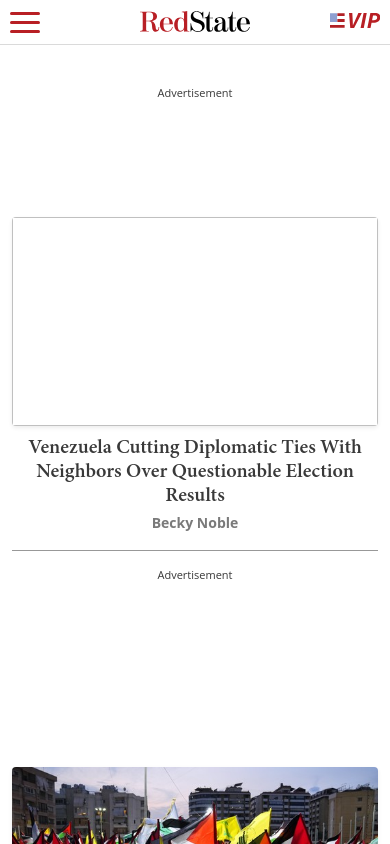 RedState
VIP
Advertisement
Venezuela Cutting Diplomatic Ties With
Neighbors Over Questionable Election
Results
Becky Noble
Advertisement